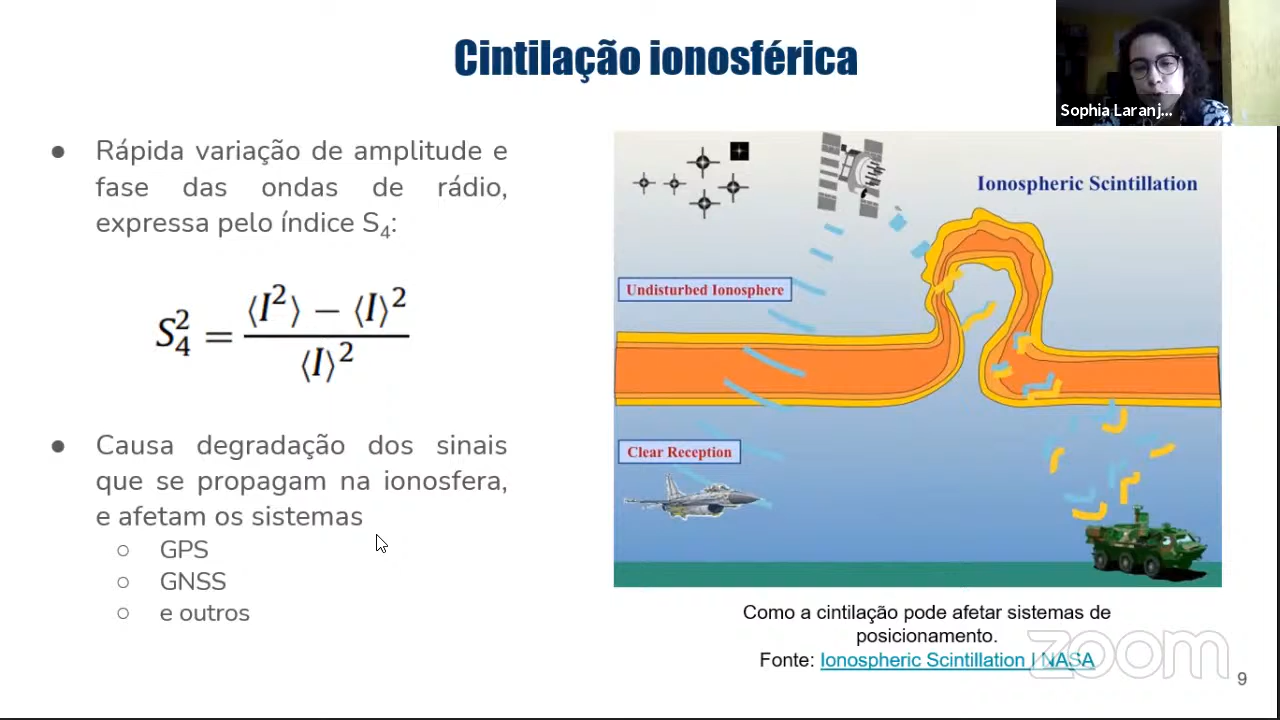 Cintilação ionosférica
Sophia Laranj...
● Rápida variação de amplitude e
fase das ondas de rádio,
expressa pelo índice S₄:
S₄² = (⟨I²⟩ − ⟨I⟩²) / ⟨I⟩²
● Causa degradação dos sinais
que se propagam na ionosfera,
e afetam os sistemas
○ GPS
○ GNSS
○ e outros
Ionospheric Scintillation
Undisturbed Ionosphere
Clear Reception
Como a cintilação pode afetar sistemas de
posicionamento.
Fonte: Ionospheric Scintillation | NASA
zoom
9